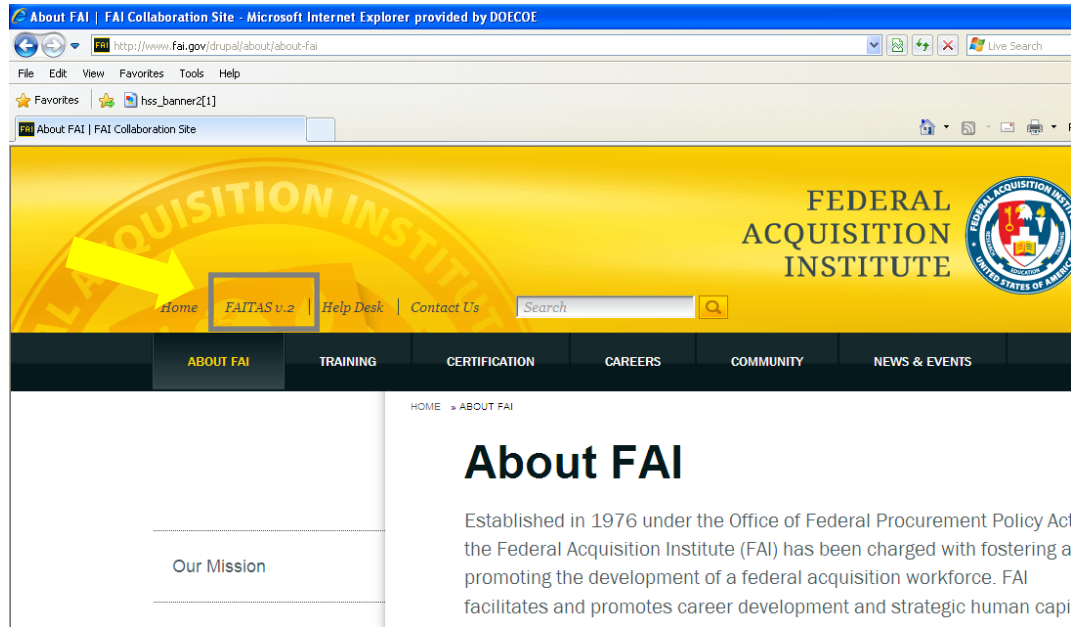 About FAI | FAI Collaboration Site - Microsoft Internet Explorer provided by DOECOE
http://www.fai.gov/drupal/about/about-fai
Live Search
File Edit View Favorites Tools Help
Favorites hss_banner2[1]
FAI About FAI | FAI Collaboration Site
FEDERAL
ACQUISITION
INSTITUTE
Home FAITAS v.2 | Help Desk | Contact Us Search
ABOUT FAI TRAINING CERTIFICATION CAREERS COMMUNITY NEWS & EVENTS
HOME » ABOUT FAI
About FAI
Established in 1976 under the Office of Federal Procurement Policy Act
the Federal Acquisition Institute (FAI) has been charged with fostering a
promoting the development of a federal acquisition workforce. FAI
facilitates and promotes career development and strategic human capi
Our Mission